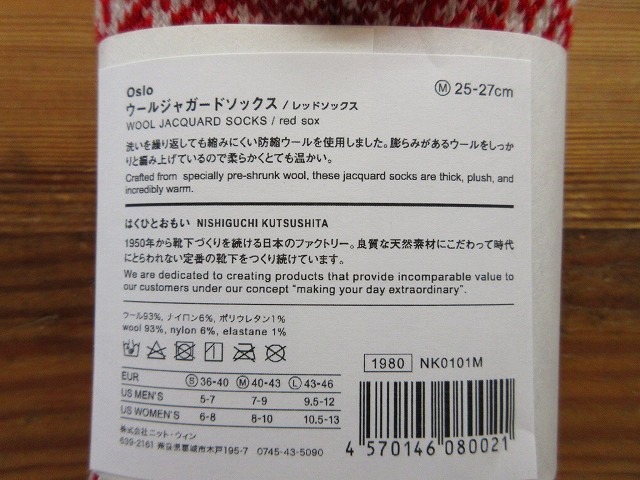 Oslo
ウールジャガードソックス / レッドソックス
Ⓜ 25-27cm
WOOL JACQUARD SOCKS / red sox
洗いを繰り返しても縮みにくい防縮ウールを使用しました。膨らみがあるウールをしっか
りと編み上げているので柔らかくとても温かい。
Crafted from specially pre-shrunk wool, these jacquard socks are thick, plush, and
incredibly warm.
はくひとおもい NISHIGUCHI KUTSUSHITA
1950年から靴下づくりを続ける日本のファクトリー。良質な天然素材にこだわって時代
にとらわれない定番の靴下をつくり続けています。
We are dedicated to creating products that provide incomparable value to
our customers under our concept “making your day extraordinary”.
ウール93%, ナイロン6%, ポリウレタン1%
wool 93%, nylon 6%, elastane 1%
EUR Ⓢ 36-40 Ⓜ 40-43 Ⓛ 43-46
US MEN'S 5-7 7-9 9.5-12
US WOMEN'S 6-8 8-10 10.5-13
株式会社ニット・ウィン
639-2161 奈良県葛城市木戸195-7 0745-43-5090
1980 NK0101M
4 570146 080021